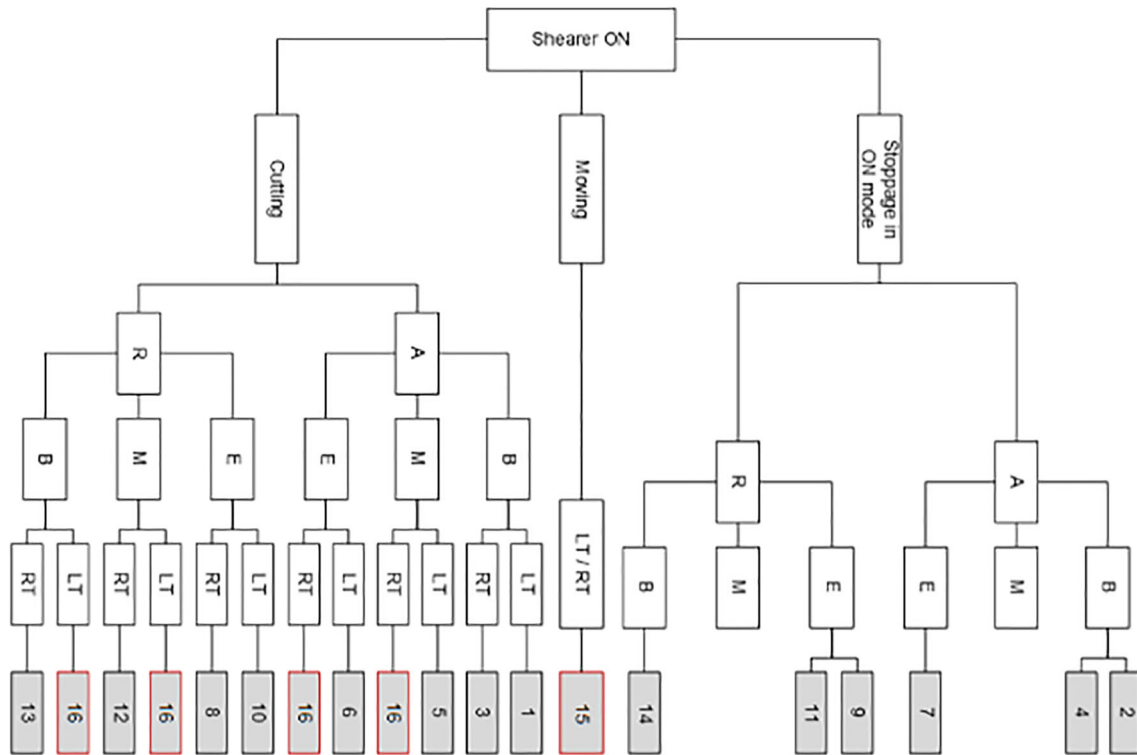 Shearer ON
Cutting
Moving
Stoppage in
ON mode
R
A
B
M
E
E
M
B
R
A
B
M
E
E
M
B
RT
LT
RT
LT
RT
LT
RT
LT
RT
LT
RT
LT
LT / RT
13
16
12
16
8
10
16
6
16
5
3
1
15
14
11
9
7
4
2